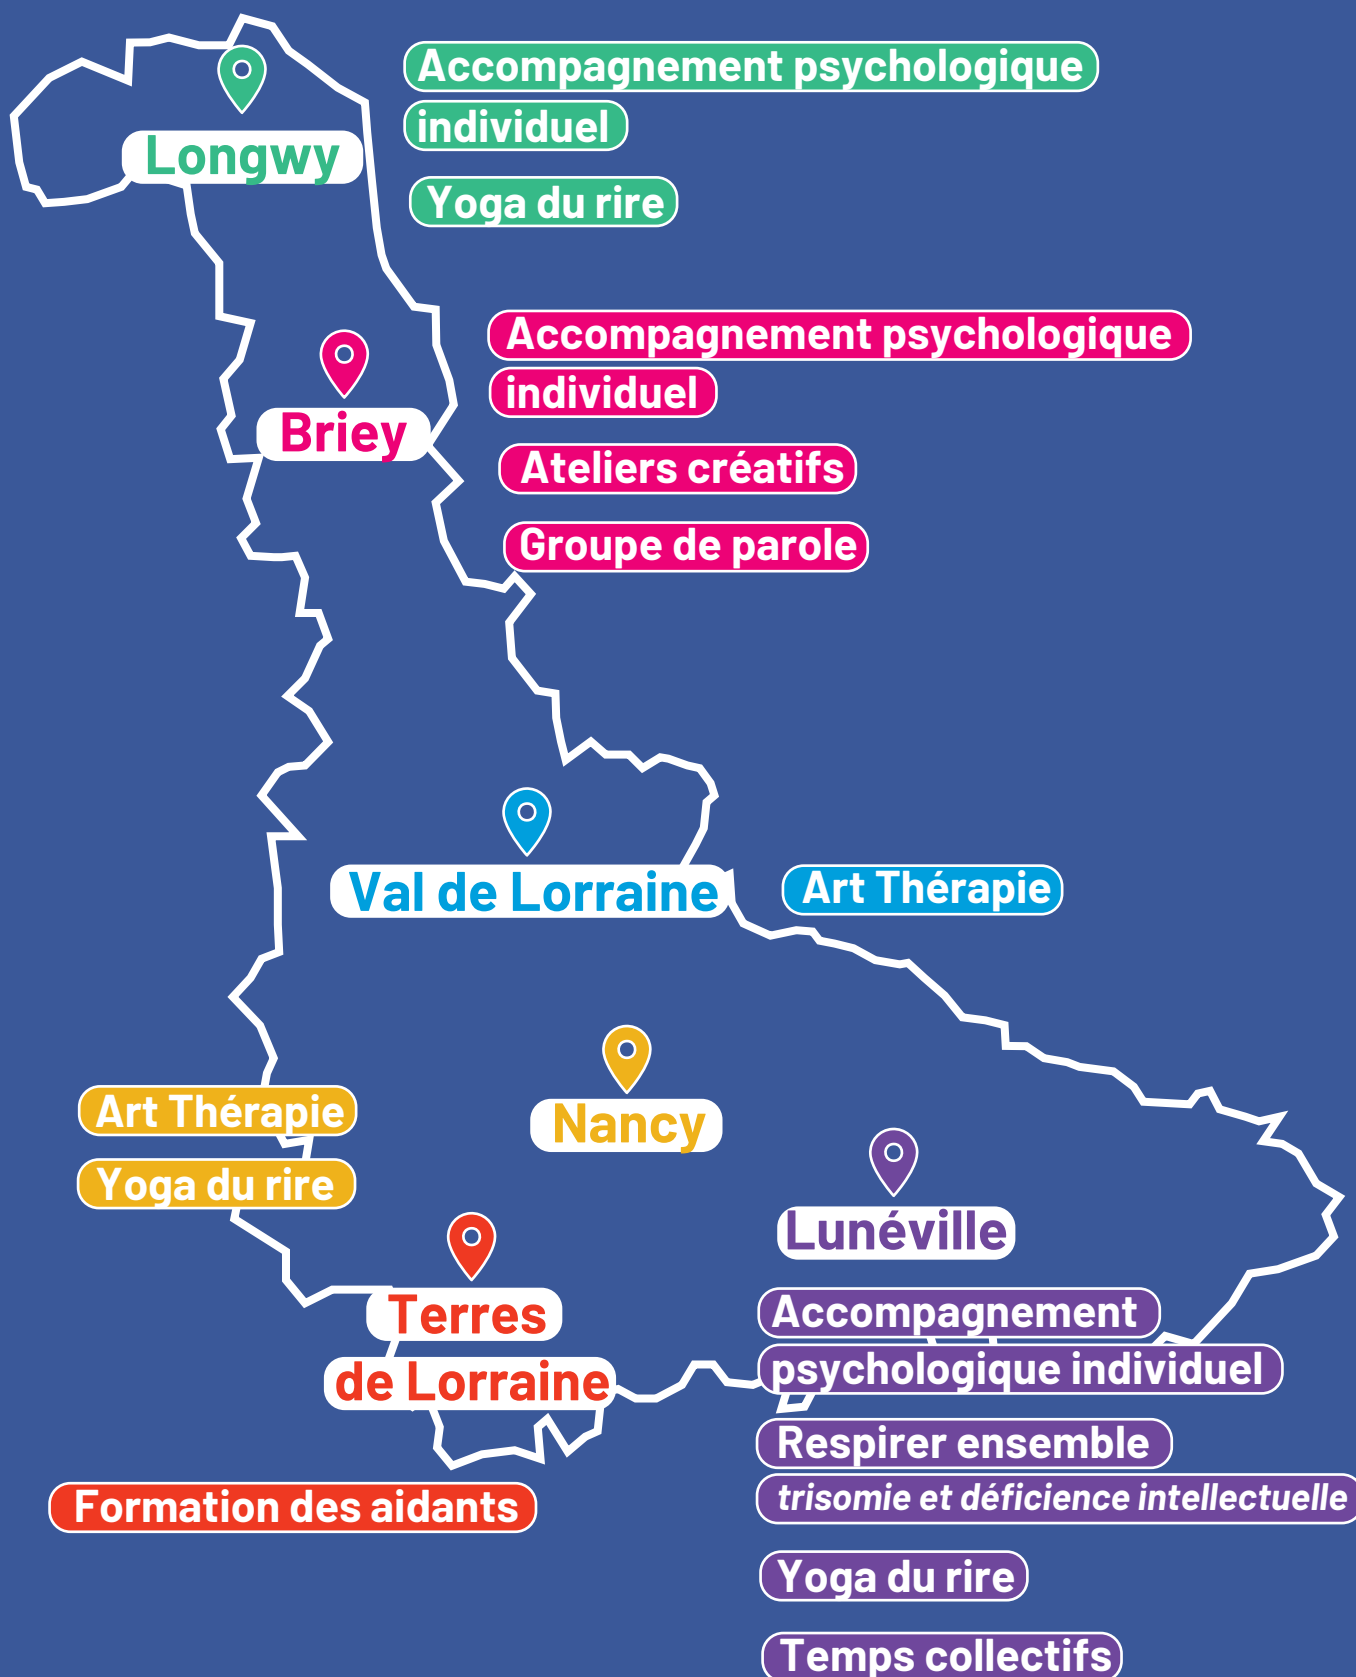 Accompagnement psychologique
individuel
Longwy
Yoga du rire
Accompagnement psychologique
individuel
Briey
Ateliers créatifs
Groupe de parole
Val de Lorraine
Art Thérapie
Art Thérapie
Yoga du rire
Nancy
Lunéville
Terres
de Lorraine
Accompagnement
psychologique individuel
Respirer ensemble
trisomie et déficience intellectuelle
Formation des aidants
Yoga du rire
Temps collectifs